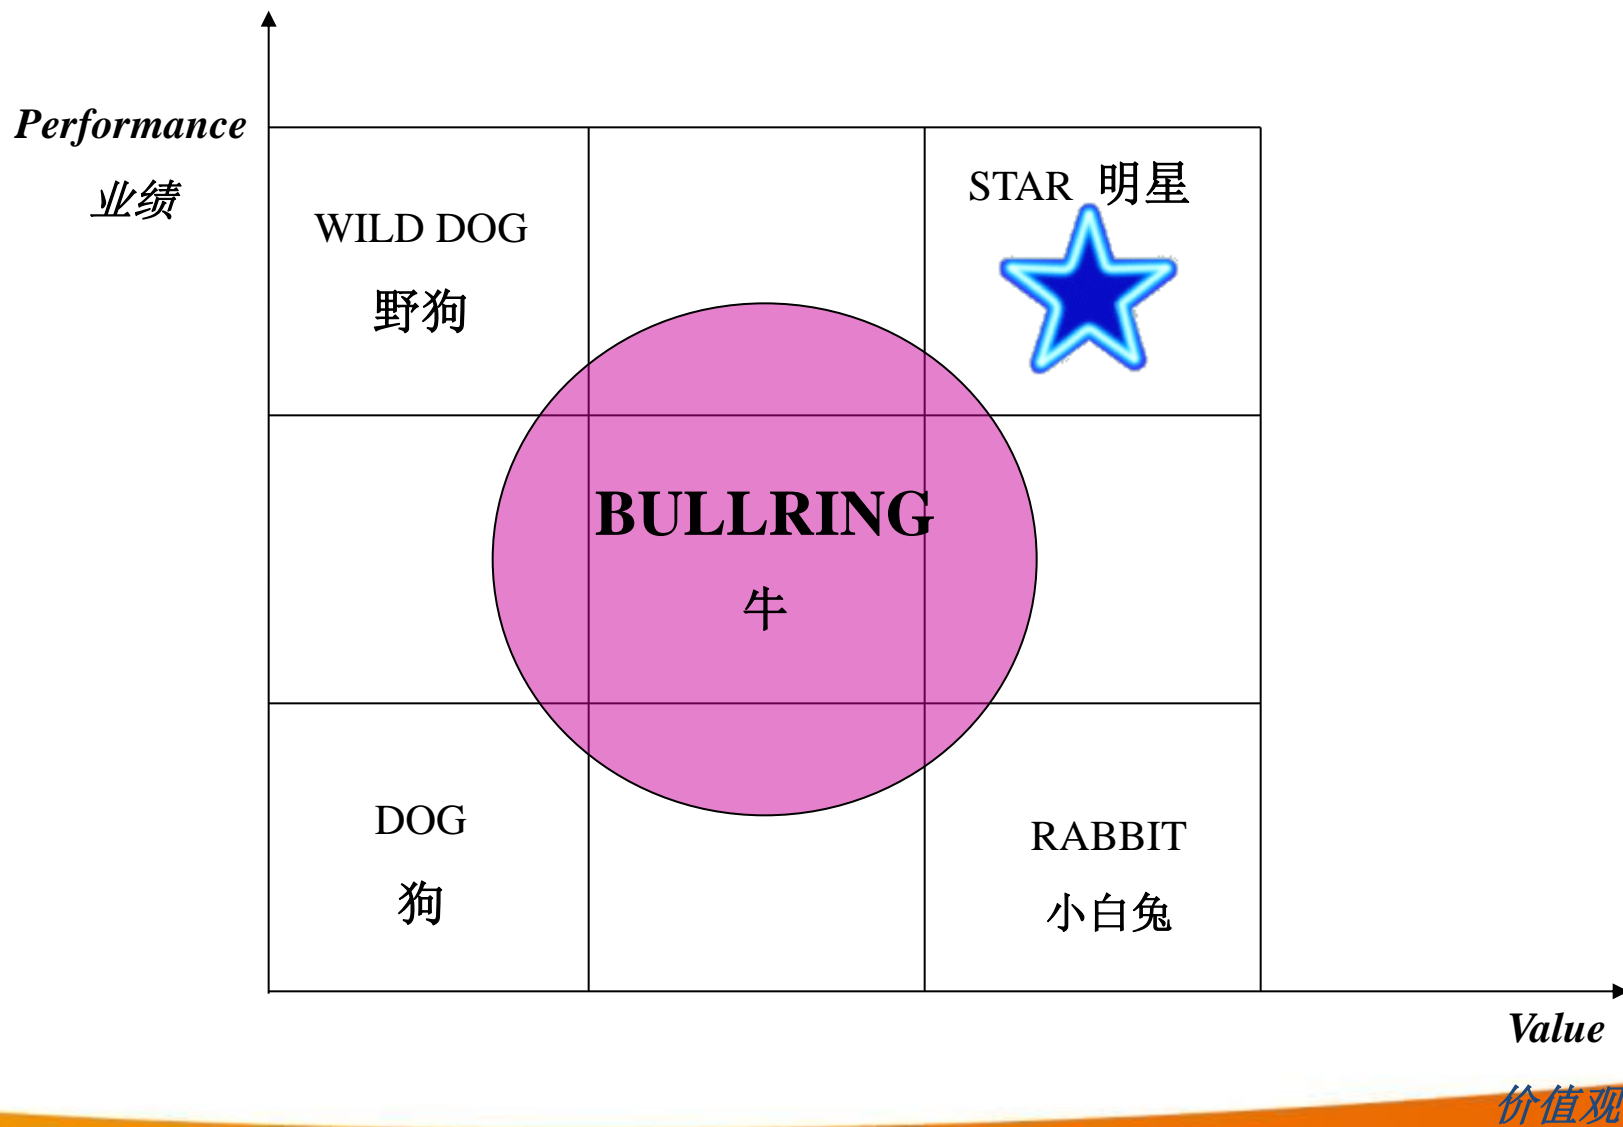 Performance
业绩
WILD DOG
野狗
STAR 明星
BULLRING
牛
DOG
狗
RABBIT
小白兔
Value
价值观